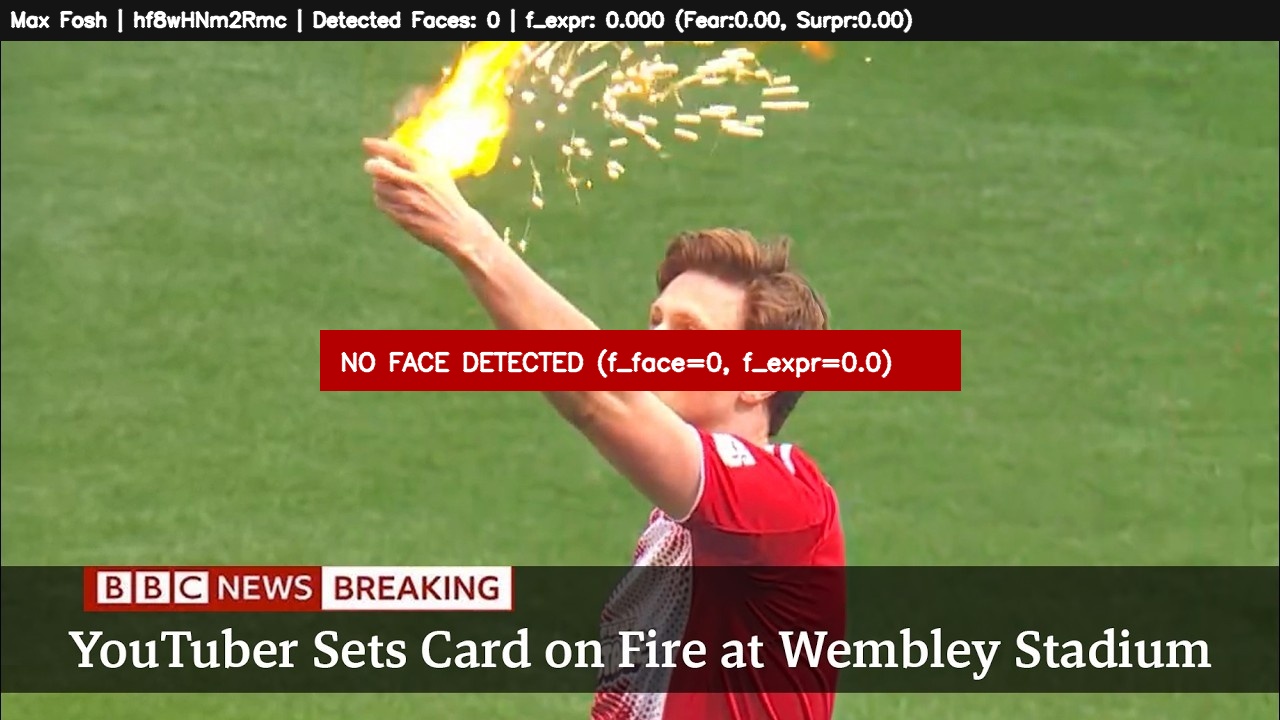 Max Fosh | hf8wHNm2Rmc | Detected Faces: 0 | f_expr: 0.000 (Fear:0.00, Surpr:0.00)
NO FACE DETECTED (f_face=0, f_expr=0.0)
BBC NEWS BREAKING
YouTuber Sets Card on Fire at Wembley Stadium